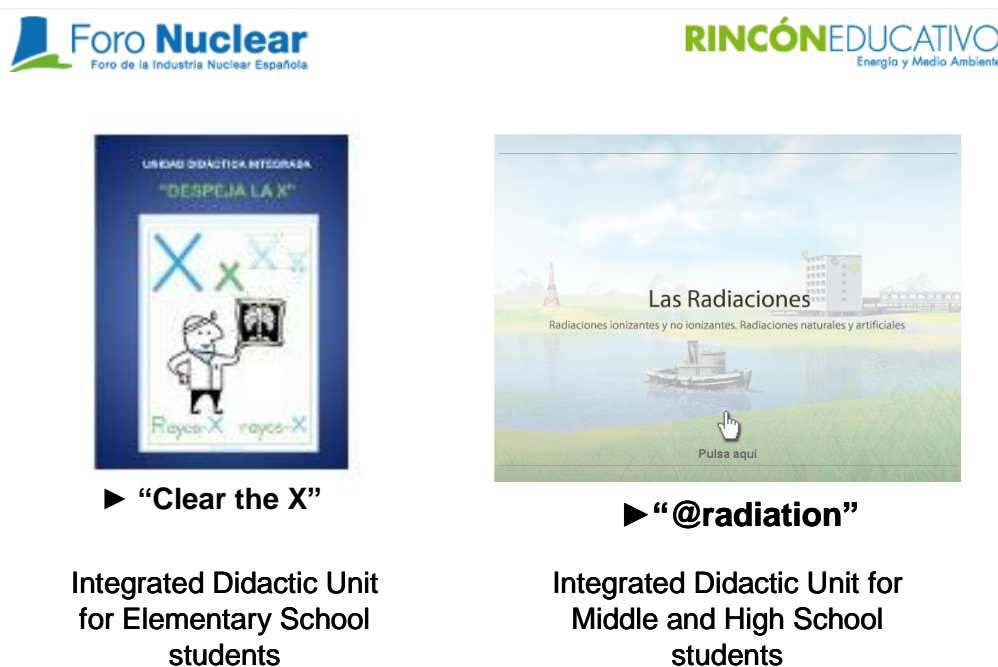 Foro Nuclear
Foro de la Industria Nuclear Española
RINCÓNEDUCATIVO
Energía y Medio Ambiente
UNIDAD DIDÁCTICA INTEGRADA
"DESPEJA LA X"
X x X x
Rayos-X rayos-X
► “Clear the X”
Integrated Didactic Unit
for Elementary School
students
Las Radiaciones
Radiaciones ionizantes y no ionizantes. Radiaciones naturales y artificiales
Pulsa aquí
►“@radiation”
Integrated Didactic Unit for
Middle and High School
students